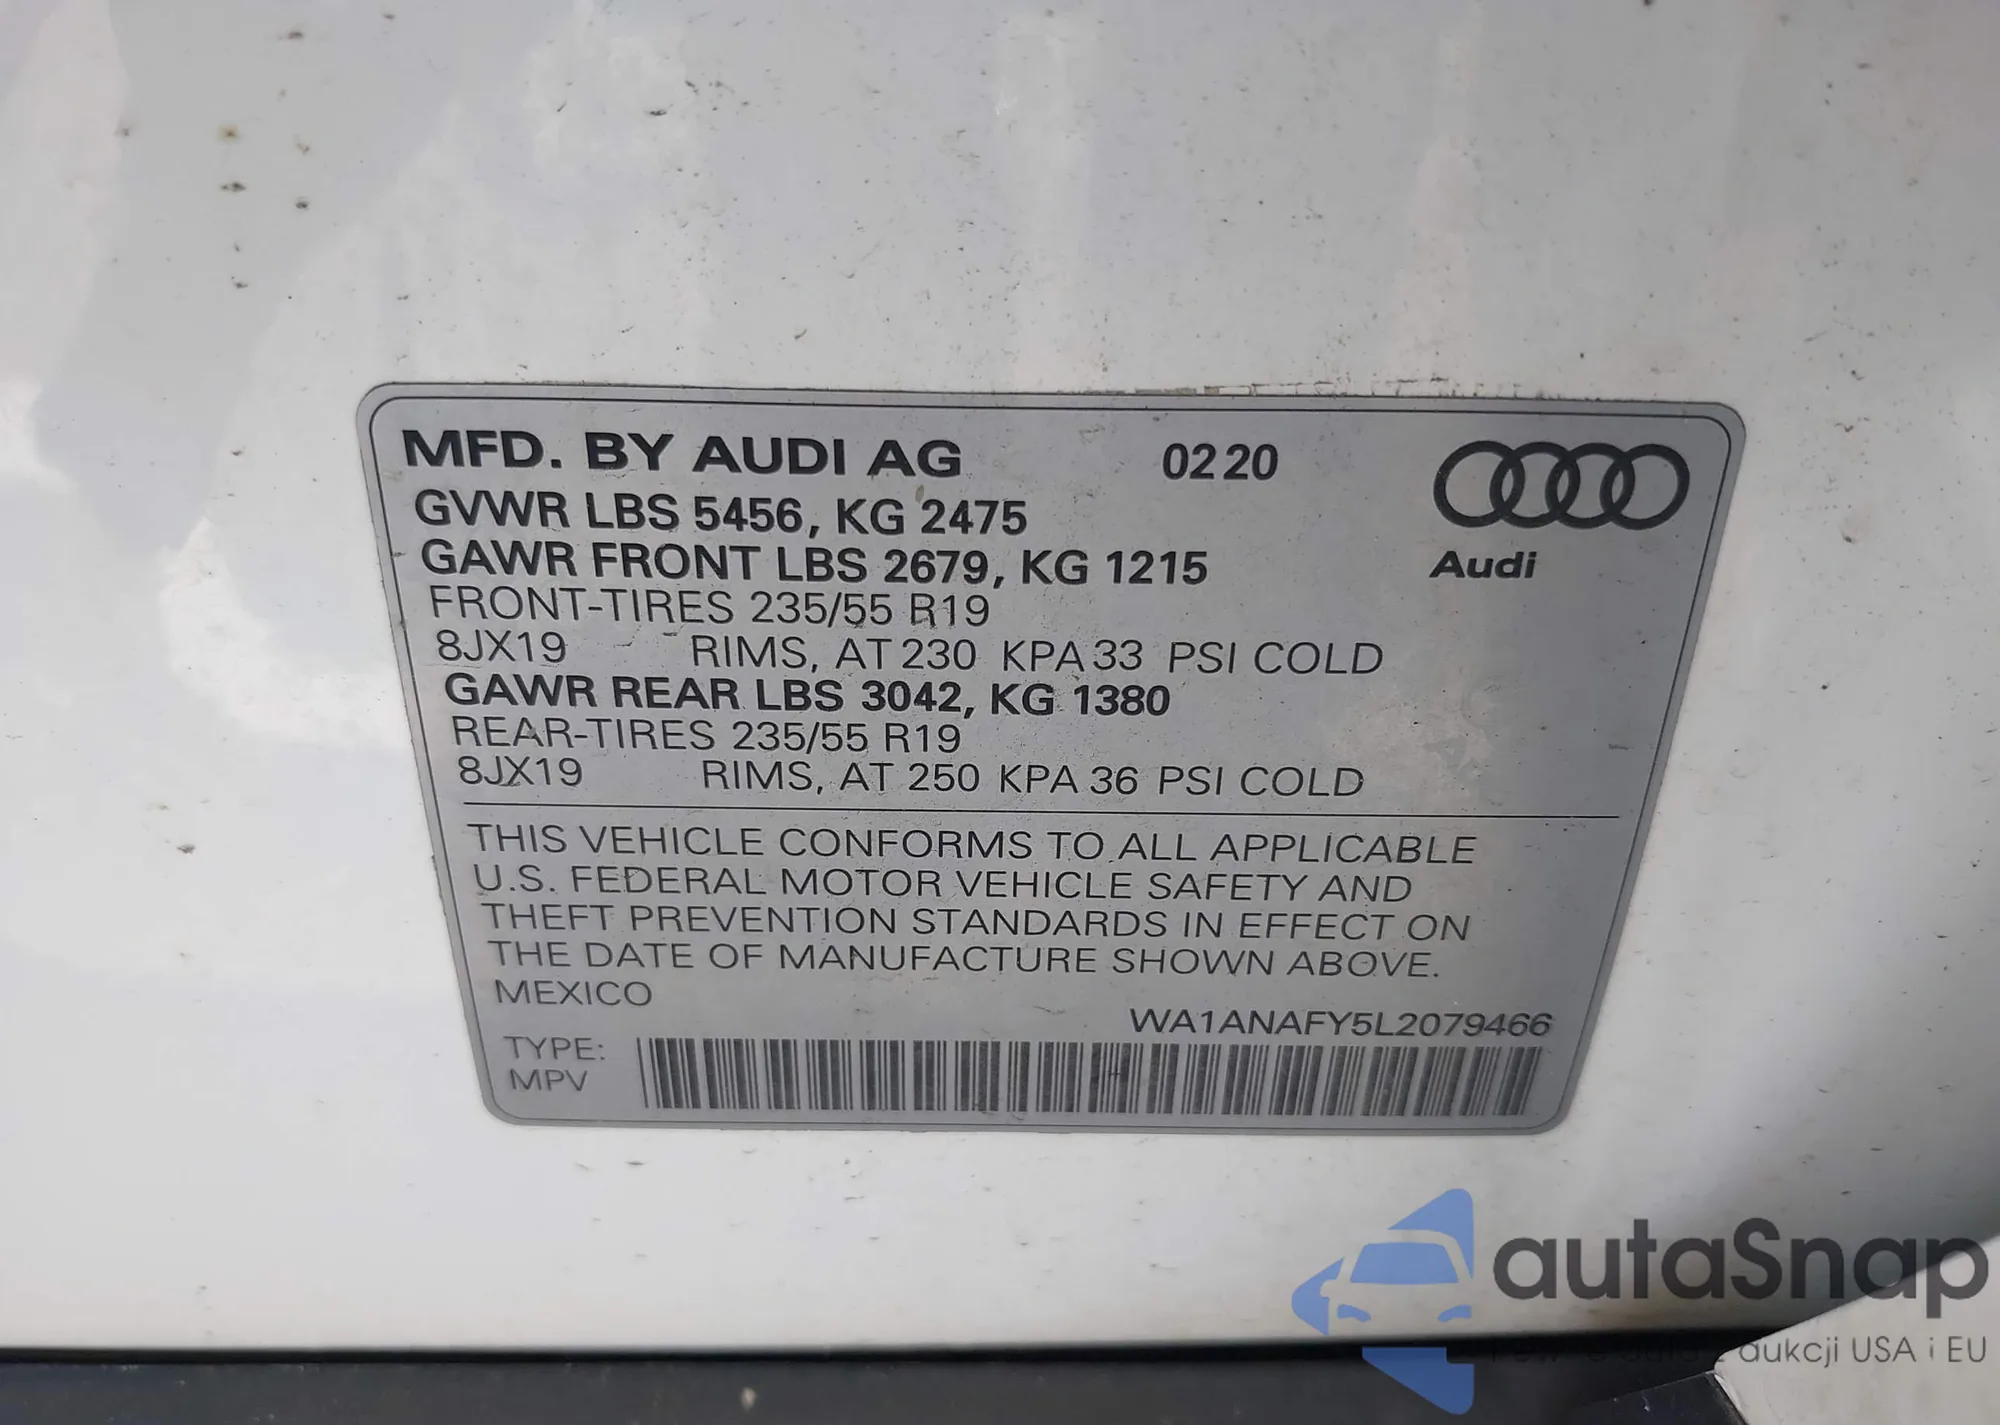 MFD. BY AUDI AG 0220
GVWR LBS 5456, KG 2475
GAWR FRONT LBS 2679, KG 1215
Audi
FRONT-TIRES 235/55 R19
8JX19 RIMS, AT 230 KPA 33 PSI COLD
GAWR REAR LBS 3042, KG 1380
REAR-TIRES 235/55 R19
8JX19 RIMS, AT 250 KPA 36 PSI COLD
THIS VEHICLE CONFORMS TO ALL APPLICABLE
U.S. FEDERAL MOTOR VEHICLE SAFETY AND
THEFT PREVENTION STANDARDS IN EFFECT ON
THE DATE OF MANUFACTURE SHOWN ABOVE.
MEXICO
WA1ANAFY5L2079466
TYPE:
MPV
autaSnap
aukcji USA i EU